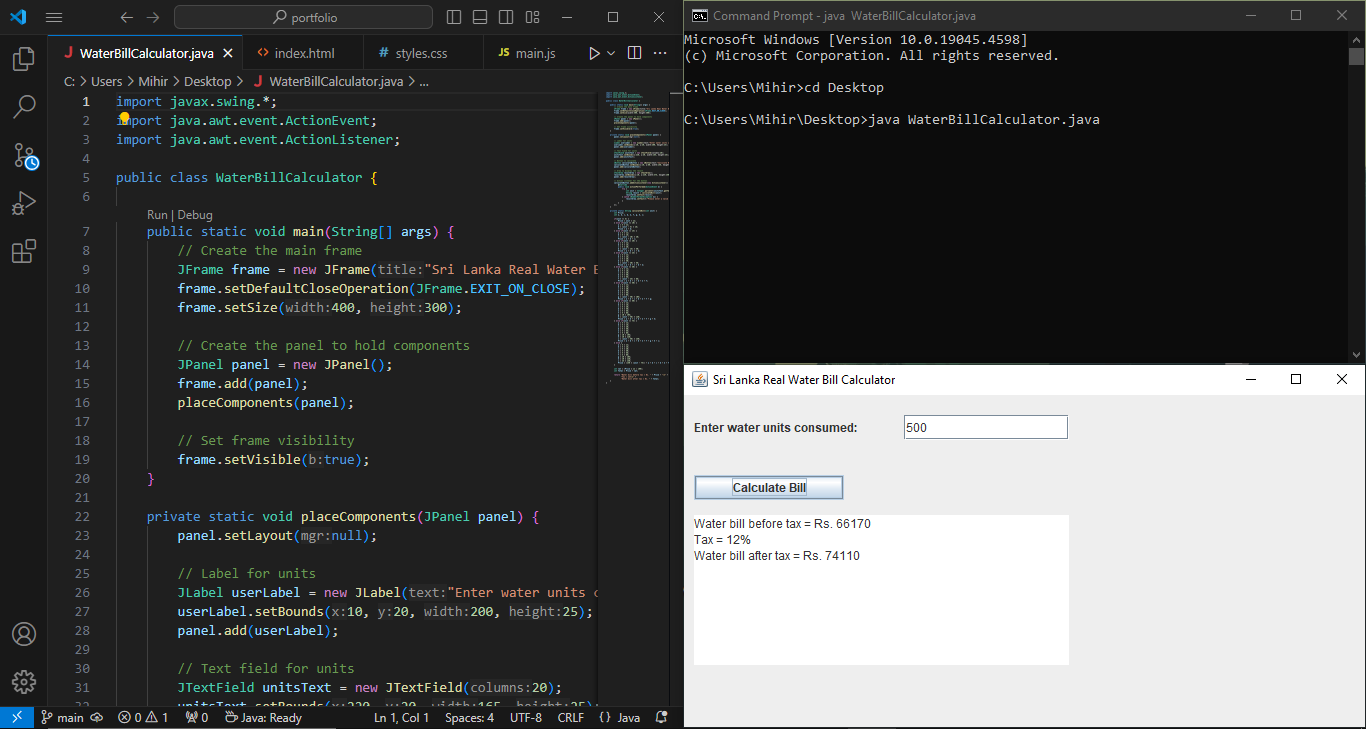 portfolio
WaterBillCalculator.java
index.html
styles.css
main.js
C: > Users > Mihir > Desktop > WaterBillCalculator.java > ...
1 import javax.swing.*;
2 import java.awt.event.ActionEvent;
3 import java.awt.event.ActionListener;
4
5 public class WaterBillCalculator {
6
Run | Debug
7 public static void main(String[] args) {
8 // Create the main frame
9 JFrame frame = new JFrame(title:"Sri Lanka Real Water B
10 frame.setDefaultCloseOperation(JFrame.EXIT_ON_CLOSE);
11 frame.setSize(width:400, height:300);
12
13 // Create the panel to hold components
14 JPanel panel = new JPanel();
15 frame.add(panel);
16 placeComponents(panel);
17
18 // Set frame visibility
19 frame.setVisible(b:true);
20 }
21
22 private static void placeComponents(JPanel panel) {
23 panel.setLayout(mgr:null);
24
25 // Label for units
26 JLabel userLabel = new JLabel(text:"Enter water units c
27 userLabel.setBounds(x:10, y:20, width:200, height:25);
28 panel.add(userLabel);
29
30 // Text field for units
31 JTextField unitsText = new JTextField(columns:20);
32 unitsText.setBounds(x:220, y:20, width:165, height:25);
main
0 1
0
Java: Ready
Ln 1, Col 1
Spaces: 4
UTF-8
CRLF
{} Java
Command Prompt - java WaterBillCalculator.java
Microsoft Windows [Version 10.0.19045.4598]
(c) Microsoft Corporation. All rights reserved.
C:\Users\Mihir>cd Desktop
C:\Users\Mihir\Desktop>java WaterBillCalculator.java
Sri Lanka Real Water Bill Calculator
Enter water units consumed:
500
Calculate Bill
Water bill before tax = Rs. 66170
Tax = 12%
Water bill after tax = Rs. 74110